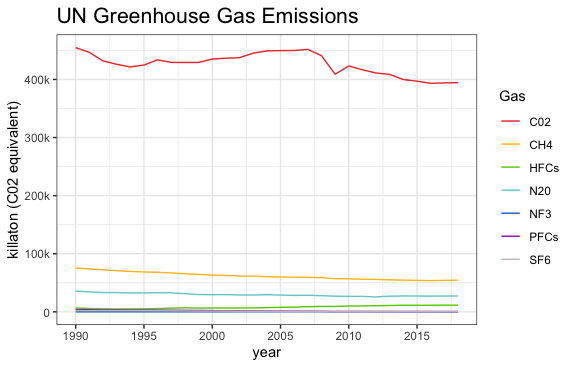 UN Greenhouse Gas Emissions
killaton (C02 equivalent)
400k
300k
200k
100k
0
1990
1995
2000
2005
2010
2015
year
Gas
C02
CH4
HFCs
N20
NF3
PFCs
SF6